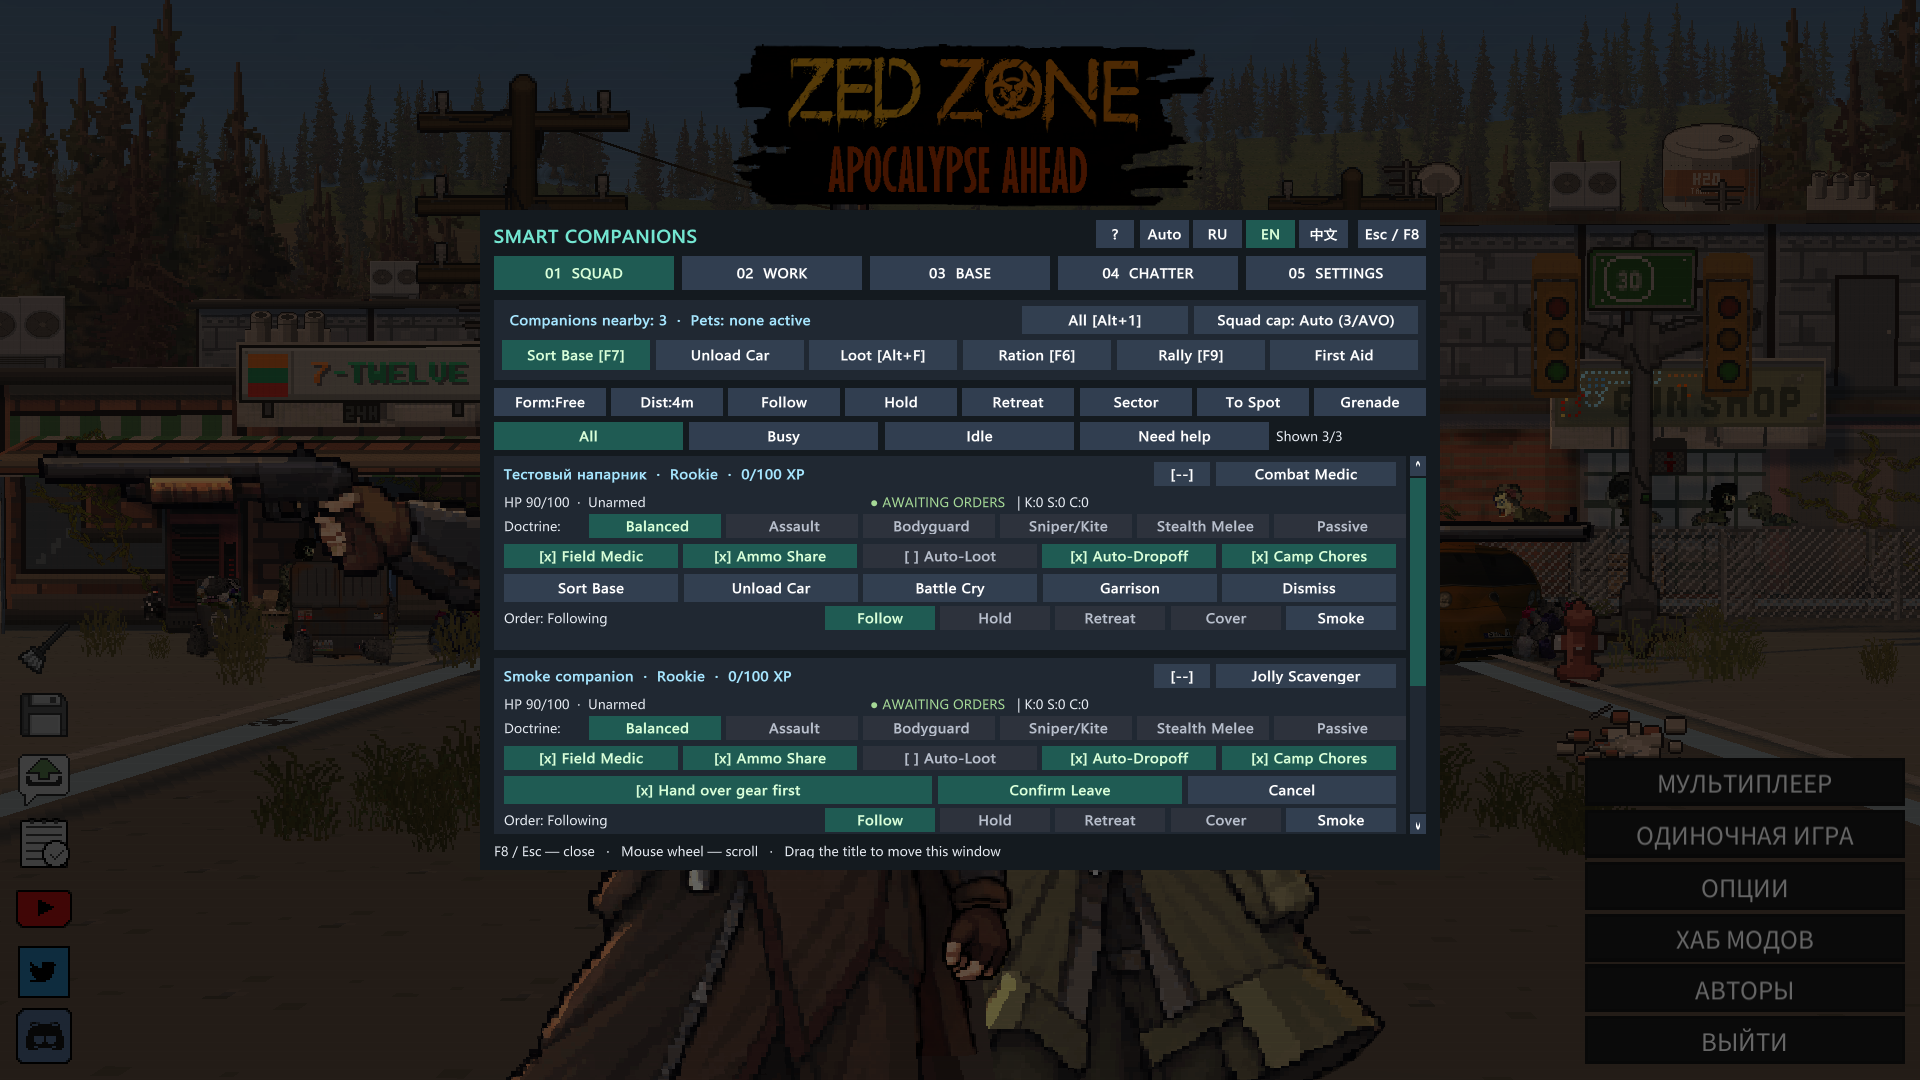 ZED ZONE
APOCALYPSE AHEAD
SMART COMPANIONS ? Auto RU EN 中文 Esc / F8
01 SQUAD 02 WORK 03 BASE 04 CHATTER 05 SETTINGS
Companions nearby: 3 · Pets: none active All [Alt+1] Squad cap: Auto (3/AVO)
Sort Base [F7] Unload Car Loot [Alt+F] Ration [F6] Rally [F9] First Aid
Form:Free Dist:4m Follow Hold Retreat Sector To Spot Grenade
All Busy Idle Need help Shown 3/3
Тестовый напарник · Rookie · 0/100 XP [--] Combat Medic
HP 90/100 · Unarmed ● AWAITING ORDERS | K:0 S:0 C:0
Doctrine: Balanced Assault Bodyguard Sniper/Kite Stealth Melee Passive
[x] Field Medic [x] Ammo Share [ ] Auto-Loot [x] Auto-Dropoff [x] Camp Chores
Sort Base Unload Car Battle Cry Garrison Dismiss
Order: Following Follow Hold Retreat Cover Smoke
Smoke companion · Rookie · 0/100 XP [--] Jolly Scavenger
HP 90/100 · Unarmed ● AWAITING ORDERS | K:0 S:0 C:0
Doctrine: Balanced Assault Bodyguard Sniper/Kite Stealth Melee Passive
[x] Field Medic [x] Ammo Share [ ] Auto-Loot [x] Auto-Dropoff [x] Camp Chores
[x] Hand over gear first Confirm Leave Cancel
Order: Following Follow Hold Retreat Cover Smoke
F8 / Esc — close · Mouse wheel — scroll · Drag the title to move this window
7-TWELVE
24H
30
GUN SHOP
H2O
МУЛЬТИПЛЕЕР
ОДИНОЧНАЯ ИГРА
ОПЦИИ
ХАБ МОДОВ
АВТОРЫ
ВЫЙТИ